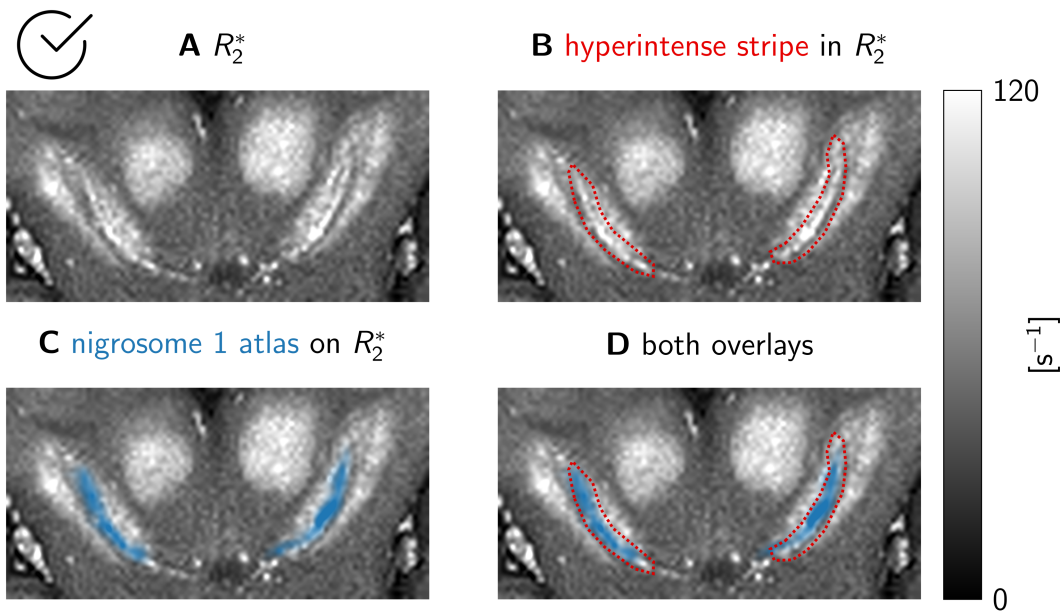 A R₂*
B hyperintense stripe in R₂*
120
C nigrosome 1 atlas on R₂*
D both overlays
[s⁻¹]
0